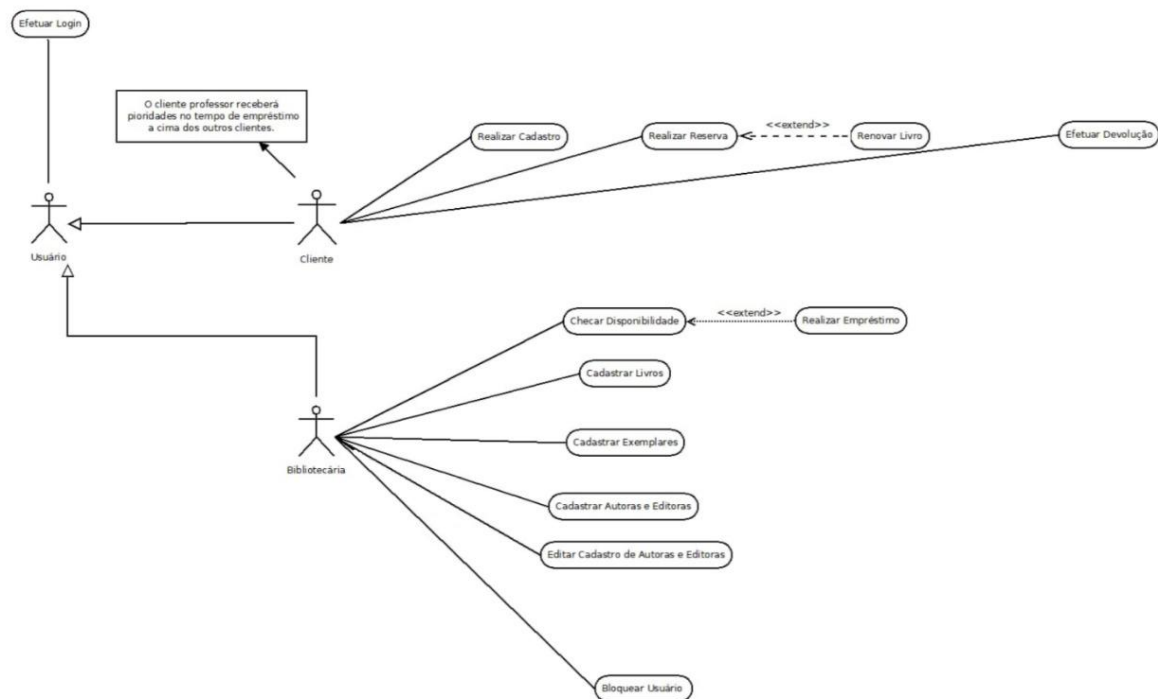 Efetuar Login
O cliente professor receberá
pioridades no tempo de empréstimo
a cima dos outros clientes.
Realizar Cadastro
Realizar Reserva
<<extend>>
Renovar Livro
Efetuar Devolução
Usuário
Cliente
Checar Disponibilidade
<<extend>>
Realizar Empréstimo
Cadastrar Livros
Cadastrar Exemplares
Bibliotecária
Cadastrar Autoras e Editoras
Editar Cadastro de Autoras e Editoras
Bloquear Usuário